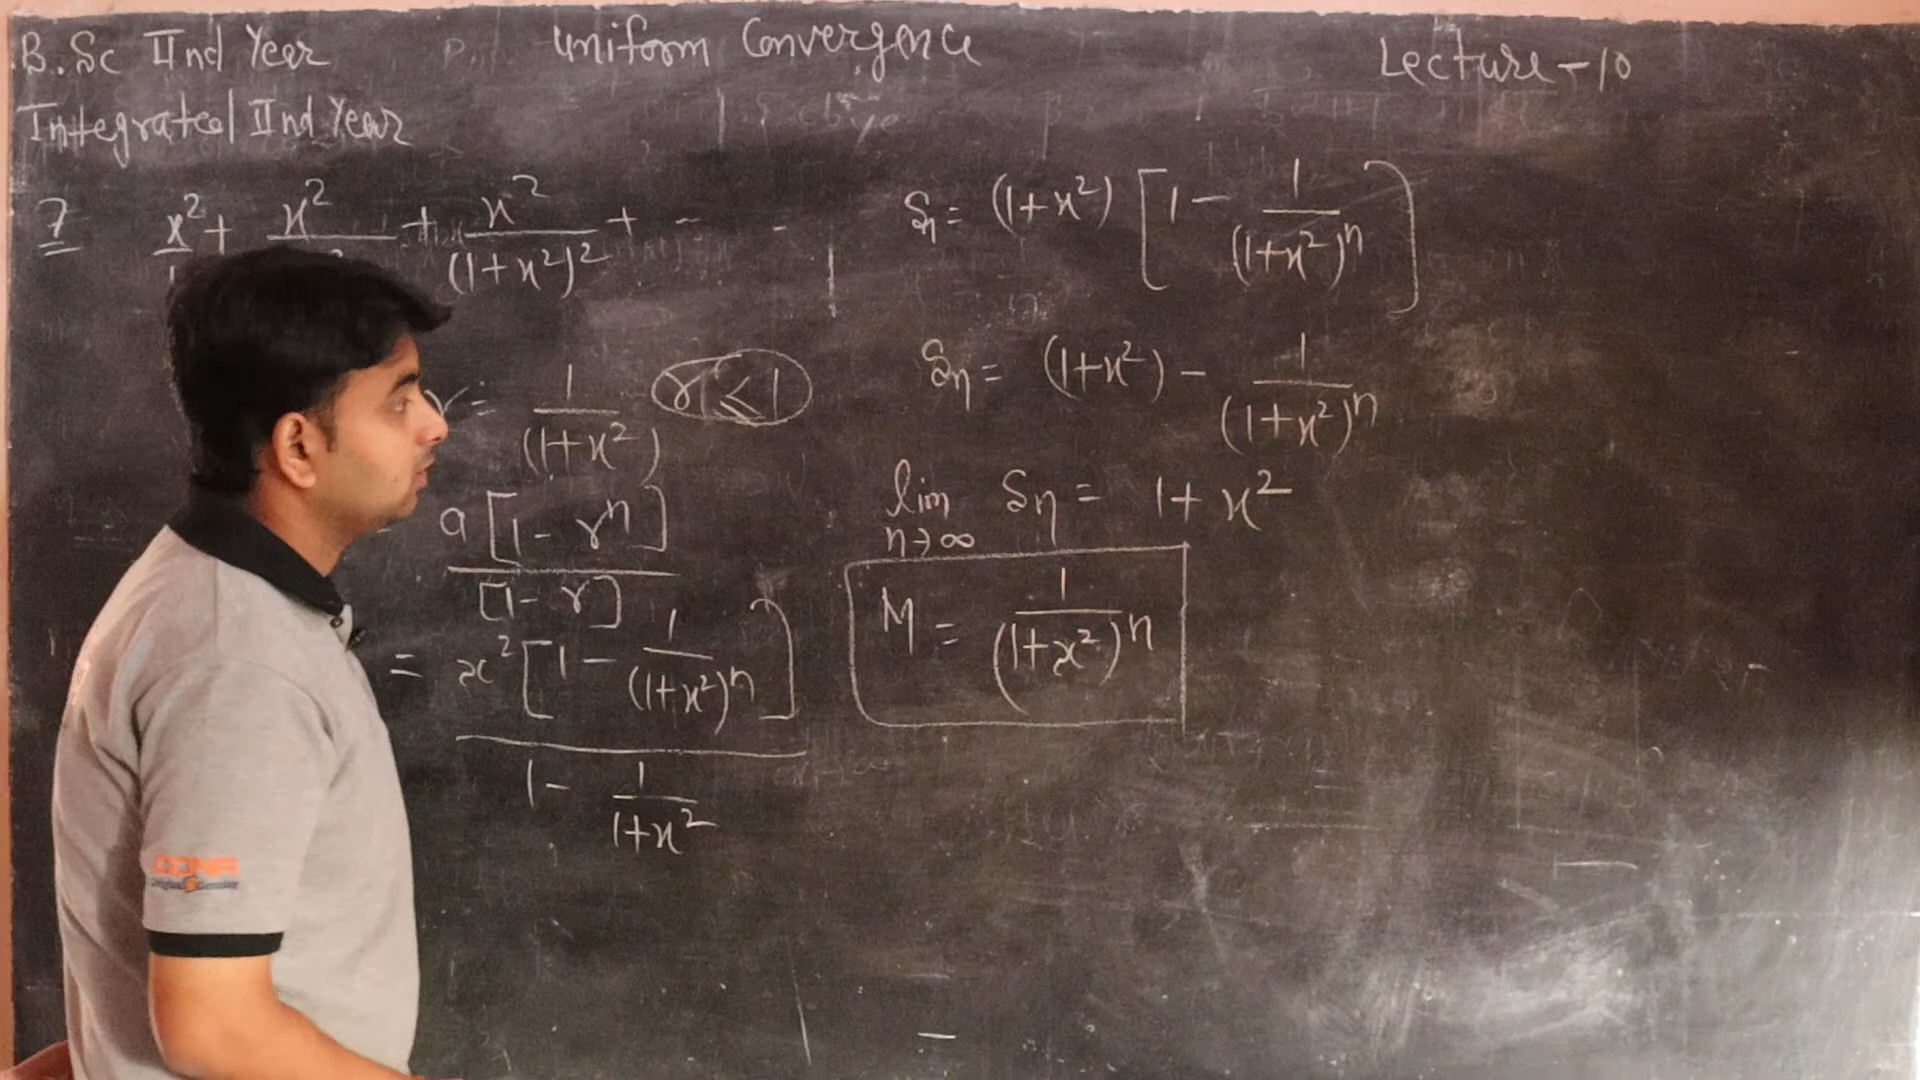 B.Sc IInd Year
Uniform Convergence
Lecture-10
Integrated IInd Year
7 x² + x² + x²/(1+x²)² + - -
r = 1/(1+x²) r < 1
a[1-rⁿ]/[1-r]
= x²[1 - 1/(1+x²)ⁿ]
1 - 1/1+x²
Sₙ = (1+x²) [1 - 1/(1+x²)ⁿ]
Sₙ = (1+x²) - 1/(1+x²)ⁿ
lim n→∞ Sₙ = 1+x²
M = 1/(1+x²)ⁿ